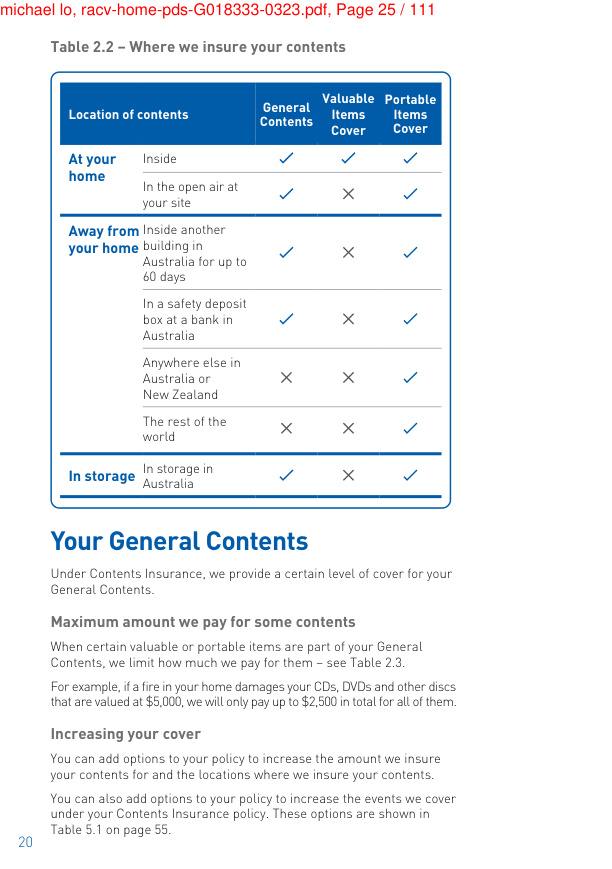 michael lo, racv-home-pds-G018333-0323.pdf, Page 25 / 111
Table 2.2 – Where we insure your contents
Location of contents
General
Contents
Valuable
Items
Cover
Portable
Items
Cover
At your
home
Inside
✓ ✓ ✓
In the open air at
your site
✓ ✕ ✓
Away from
your home
Inside another
building in
Australia for up to
60 days
✓ ✕ ✓
In a safety deposit
box at a bank in
Australia
✓ ✕ ✓
Anywhere else in
Australia or
New Zealand
✕ ✕ ✓
The rest of the
world
✕ ✕ ✓
In storage
In storage in
Australia
✓ ✕ ✓
Your General Contents
Under Contents Insurance, we provide a certain level of cover for your
General Contents.
Maximum amount we pay for some contents
When certain valuable or portable items are part of your General
Contents, we limit how much we pay for them – see Table 2.3.
For example, if a fire in your home damages your CDs, DVDs and other discs
that are valued at $5,000, we will only pay up to $2,500 in total for all of them.
Increasing your cover
You can add options to your policy to increase the amount we insure
your contents for and the locations where we insure your contents.
You can also add options to your policy to increase the events we cover
under your Contents Insurance policy. These options are shown in
Table 5.1 on page 55.
20